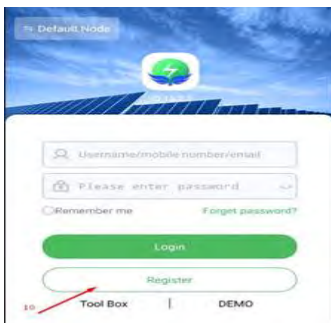 Default Node
Username/mobile number/email
Please enter password
Remember me Forget password?
Login
Register
10
Tool Box | DEMO